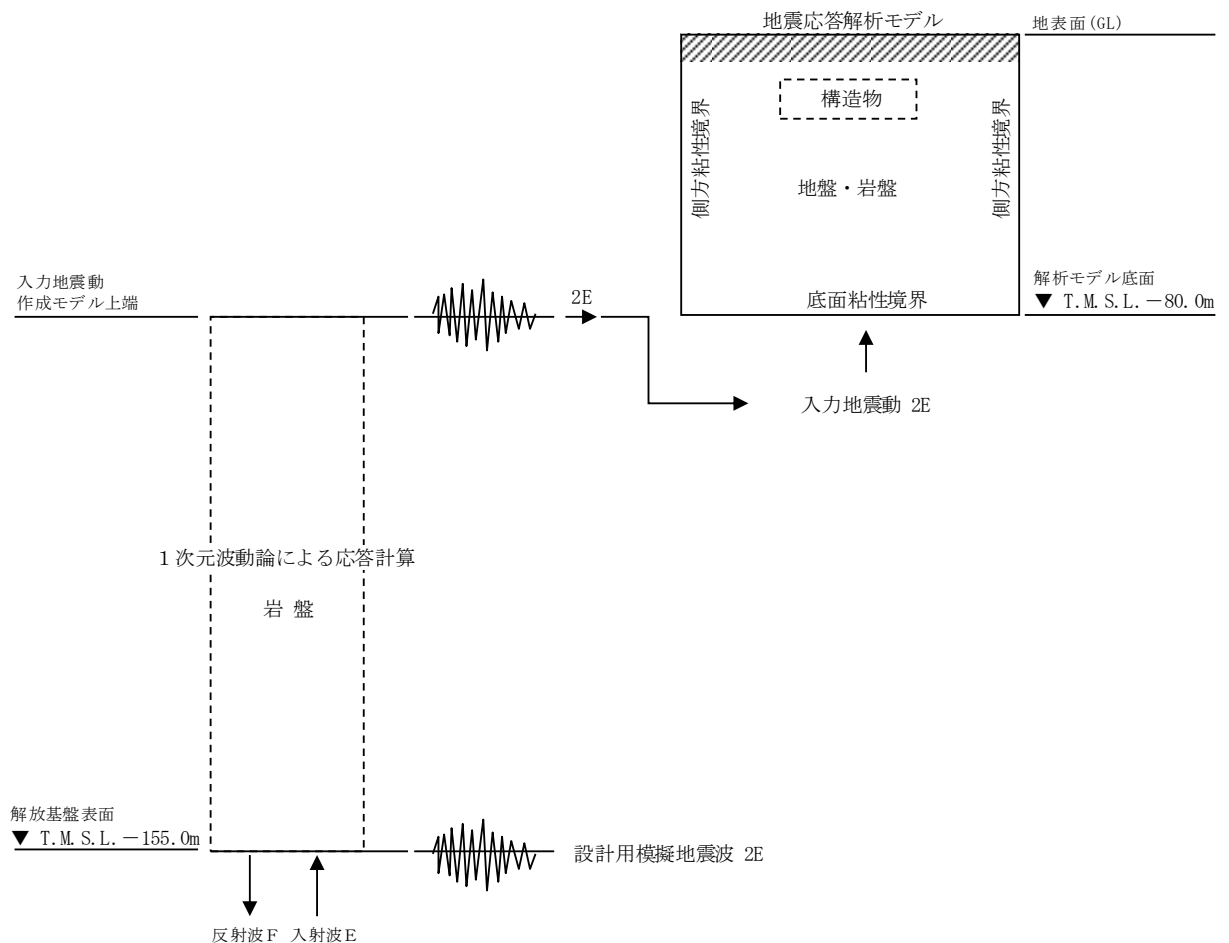 地震応答解析モデル
地表面(GL)
構造物
側方粘性境界
側方粘性境界
地盤・岩盤
入力地震動
作成モデル上端
2E
底面粘性境界
解析モデル底面
▼ T.M.S.L.－80.0m
入力地震動 2E
１次元波動論による応答計算
岩 盤
解放基盤表面
▼ T.M.S.L.－155.0m
設計用模擬地震波 2E
反射波F 入射波E